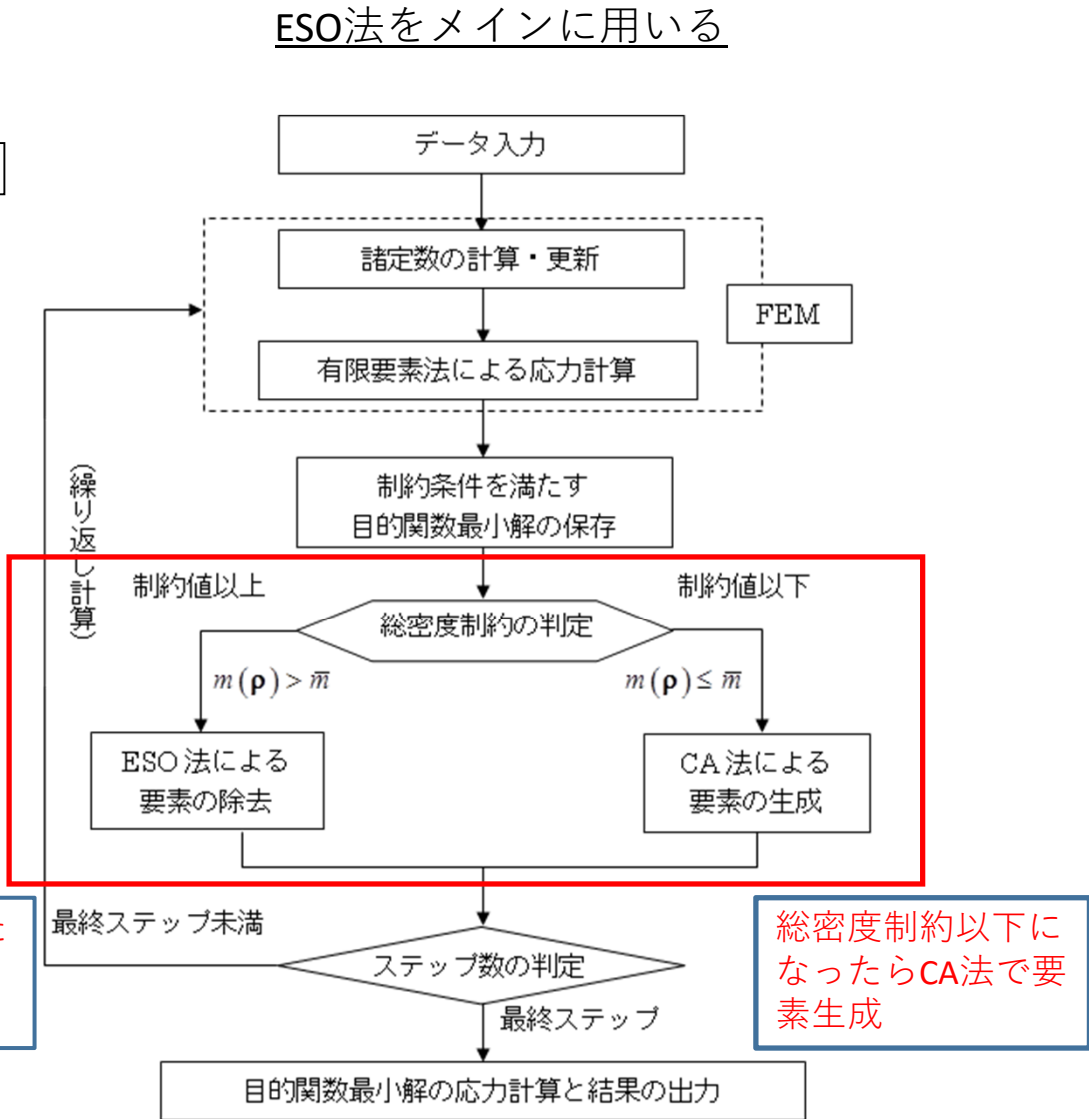 ESO法をメインに用いる
データ入力
諸定数の計算・更新
FEM
有限要素法による応力計算
制約条件を満たす
目的関数最小解の保存
(繰り返し計算)
制約値以上
制約値以下
総密度制約の判定
m(ρ) > m̅
m(ρ) ≤ m̅
ESO法による
要素の除去
CA法による
要素の生成
最終ステップ未満
ステップ数の判定
総密度制約以下に
なったらCA法で要
素生成
最終ステップ
目的関数最小解の応力計算と結果の出力